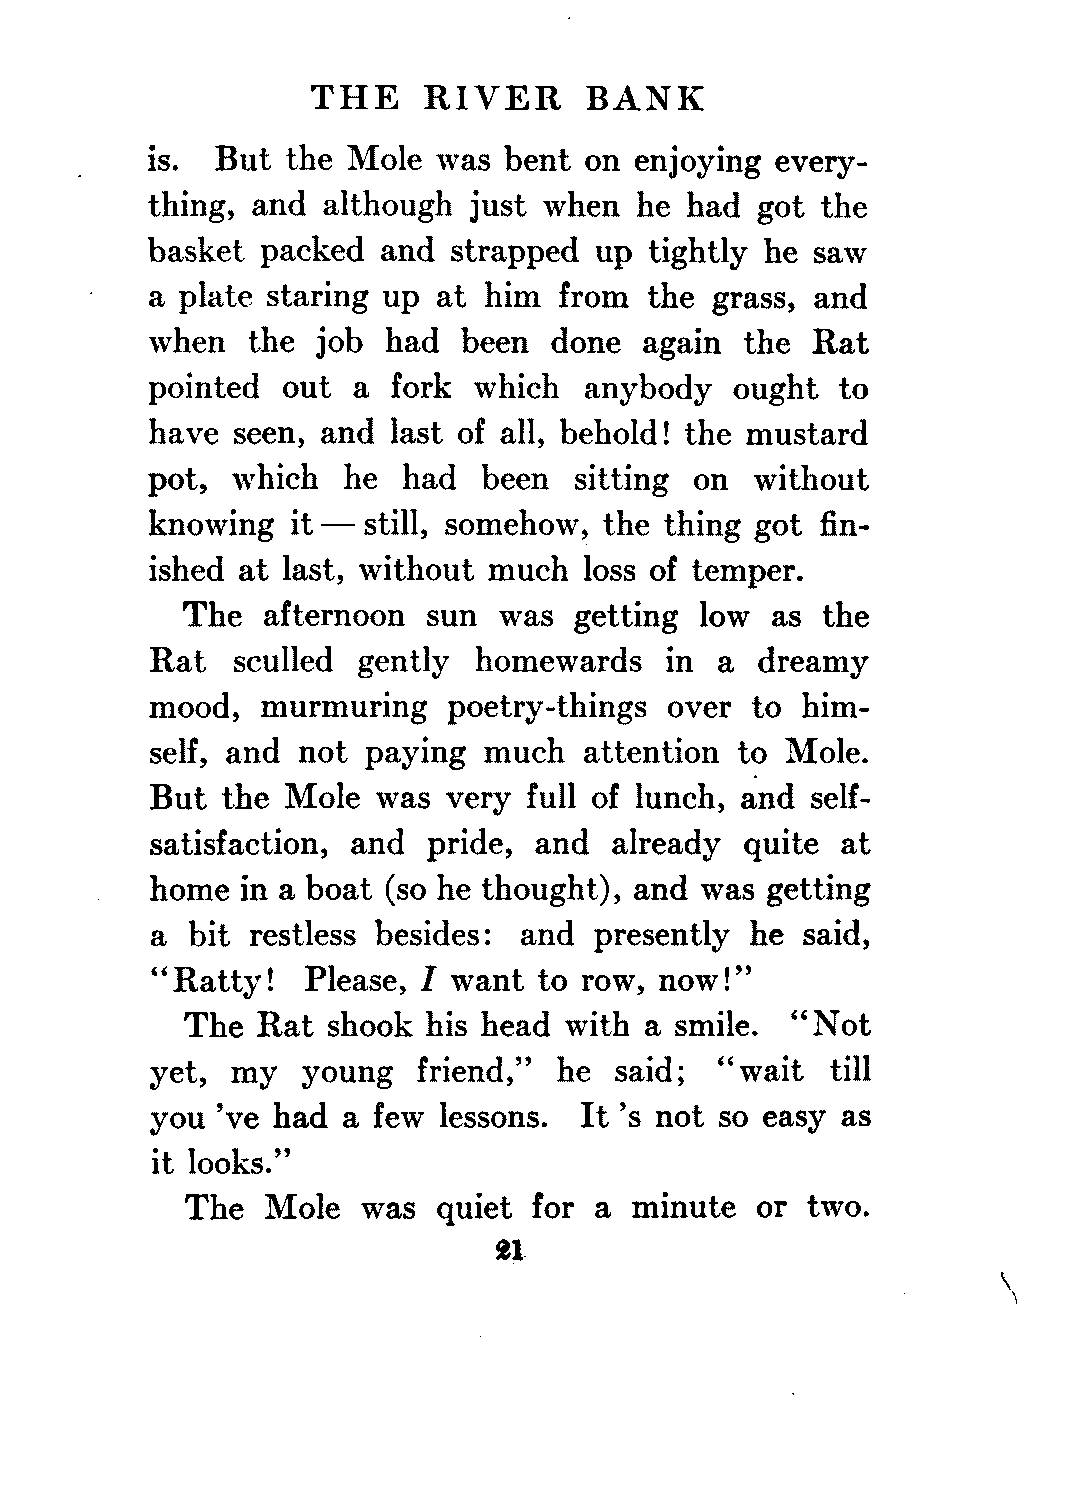 THE RIVER BANK
is. But the Mole was bent on enjoying every-
thing, and although just when he had got the
basket packed and strapped up tightly he saw
a plate staring up at him from the grass, and
when the job had been done again the Rat
pointed out a fork which anybody ought to
have seen, and last of all, behold! the mustard
pot, which he had been sitting on without
knowing it — still, somehow, the thing got fin-
ished at last, without much loss of temper.
The afternoon sun was getting low as the
Rat sculled gently homewards in a dreamy
mood, murmuring poetry-things over to him-
self, and not paying much attention to Mole.
But the Mole was very full of lunch, and self-
satisfaction, and pride, and already quite at
home in a boat (so he thought), and was getting
a bit restless besides: and presently he said,
“Ratty! Please, I want to row, now!”
The Rat shook his head with a smile. “Not
yet, my young friend,” he said; “wait till
you ’ve had a few lessons. It ’s not so easy as
it looks.”
The Mole was quiet for a minute or two.
21